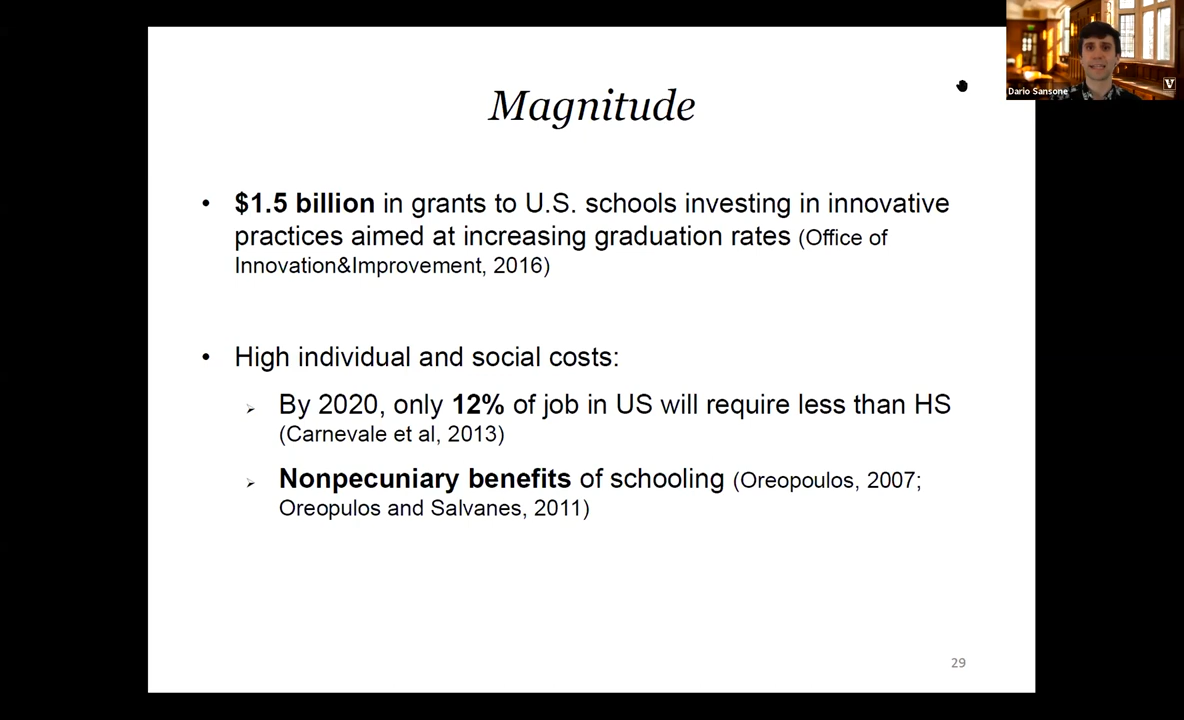 Magnitude
• $1.5 billion in grants to U.S. schools investing in innovative
practices aimed at increasing graduation rates (Office of
Innovation&Improvement, 2016)
• High individual and social costs:
➢ By 2020, only 12% of job in US will require less than HS
(Carnevale et al, 2013)
➢ Nonpecuniary benefits of schooling (Oreopoulos, 2007;
Oreopulos and Salvanes, 2011)
29
Dario Sansone
V